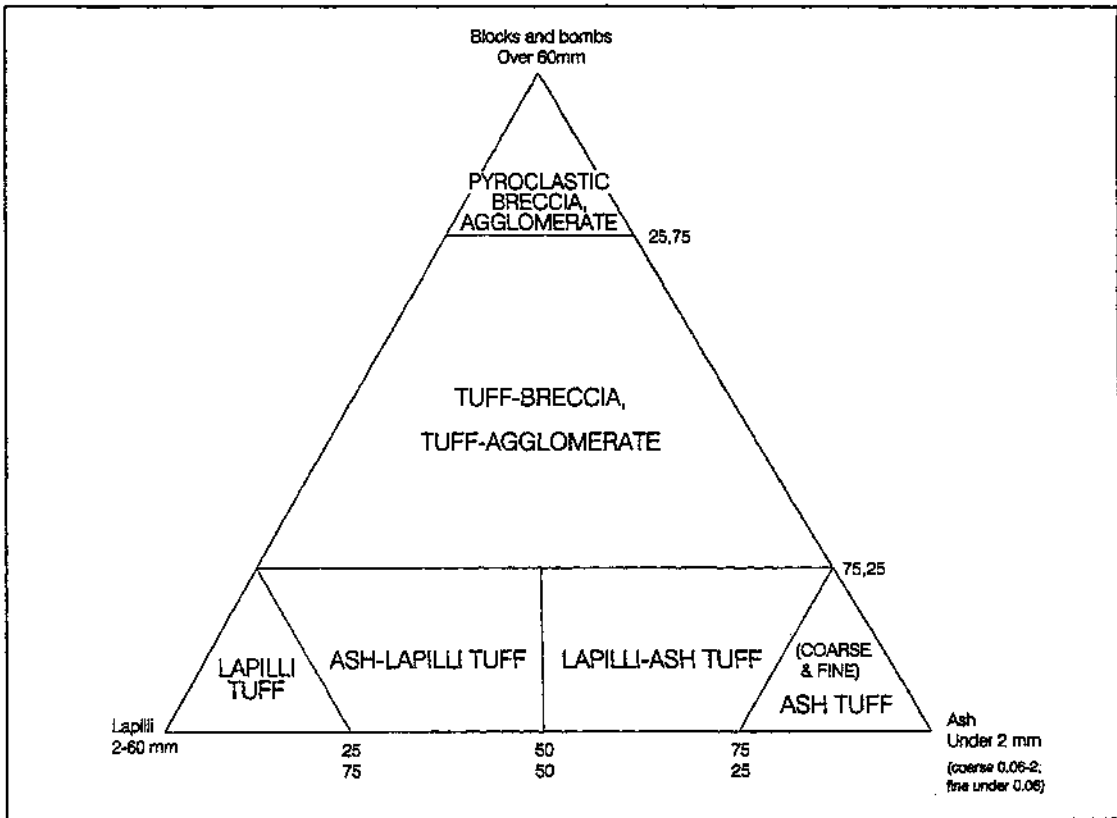 Blocks and bombs
Over 60mm
PYROCLASTIC
BRECCIA,
AGGLOMERATE
25,75
TUFF-BRECCIA,
TUFF-AGGLOMERATE
75,25
LAPILLI
TUFF
ASH-LAPILLI TUFF
LAPILLI-ASH TUFF
(COARSE
& FINE)
ASH TUFF
Lapilli
2-60 mm
25
75
50
50
75
25
Ash
Under 2 mm
(coarse 0.06-2;
fine under 0.06)